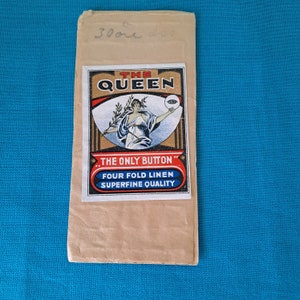 THE
QUEEN
„THE ONLY BUTTON"
FOUR FOLD LINEN
SUPERFINE QUALITY